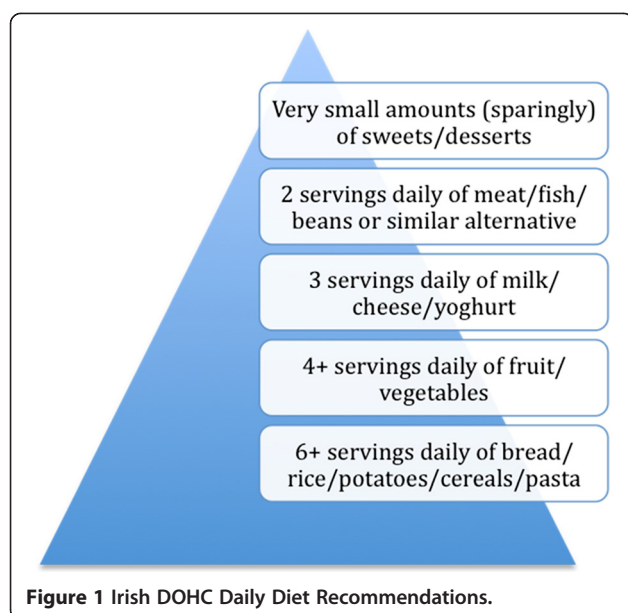 Very small amounts (sparingly)
of sweets/desserts
2 servings daily of meat/fish/
beans or similar alternative
3 servings daily of milk/
cheese/yoghurt
4+ servings daily of fruit/
vegetables
6+ servings daily of bread/
rice/potatoes/cereals/pasta
Figure 1 Irish DOHC Daily Diet Recommendations.